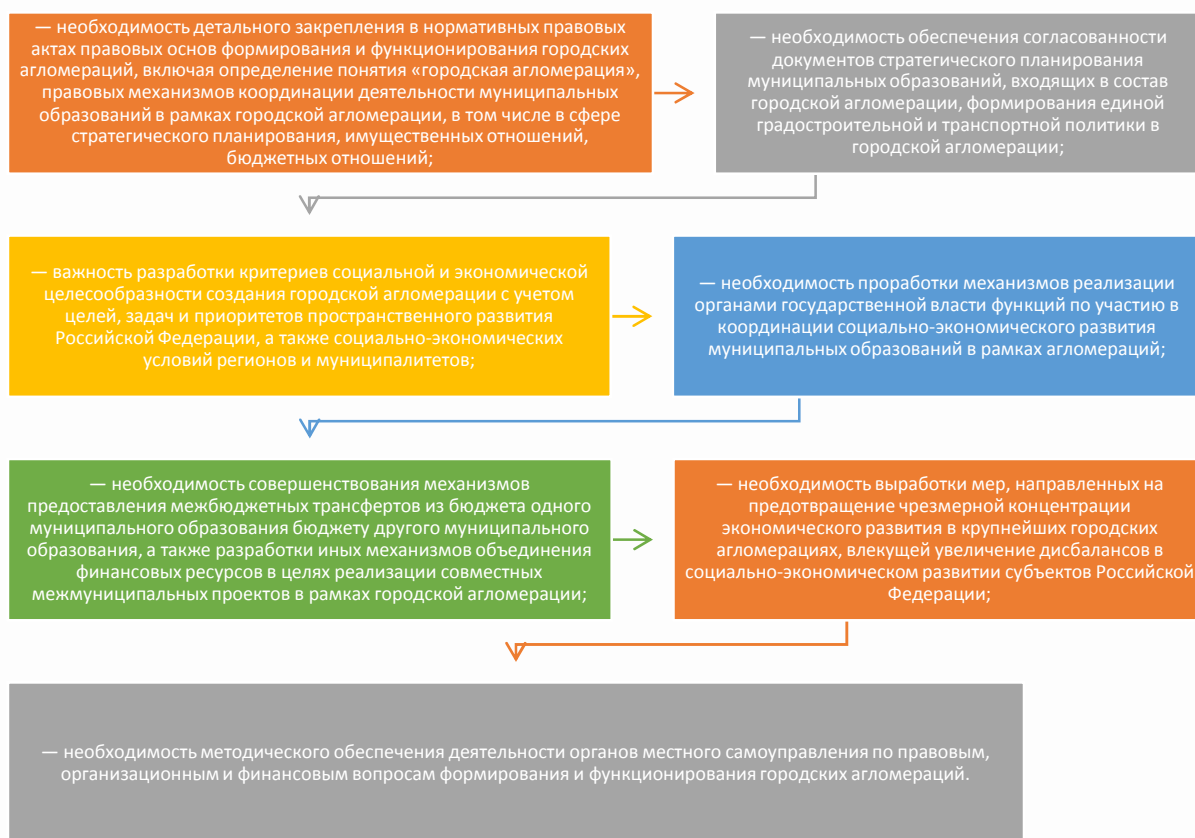 — необходимость детального закрепления в нормативных правовых
актах правовых основ формирования и функционирования городских
агломераций, включая определение понятия «городская агломерация»,
правовых механизмов координации деятельности муниципальных
образований в рамках городской агломерации, в том числе в сфере
стратегического планирования, имущественных отношений,
бюджетных отношений;
— необходимость обеспечения согласованности
документов стратегического планирования
муниципальных образований, входящих в состав
городской агломерации, формирования единой
градостроительной и транспортной политики в
городской агломерации;
— важность разработки критериев социальной и экономической
целесообразности создания городской агломерации с учетом
целей, задач и приоритетов пространственного развития
Российской Федерации, а также социально-экономических
условий регионов и муниципалитетов;
— необходимость проработки механизмов реализации
органами государственной власти функций по участию в
координации социально-экономического развития
муниципальных образований в рамках агломераций;
— необходимость совершенствования механизмов
предоставления межбюджетных трансфертов из бюджета одного
муниципального образования бюджету другого муниципального
образования, а также разработки иных механизмов объединения
финансовых ресурсов в целях реализации совместных
межмуниципальных проектов в рамках городской агломерации;
— необходимость выработки мер, направленных на
предотвращение чрезмерной концентрации
экономического развития в крупнейших городских
агломерациях, влекущей увеличение дисбалансов в
социально-экономическом развитии субъектов Российской
Федерации;
— необходимость методического обеспечения деятельности органов местного самоуправления по правовым,
организационным и финансовым вопросам формирования и функционирования городских агломераций.